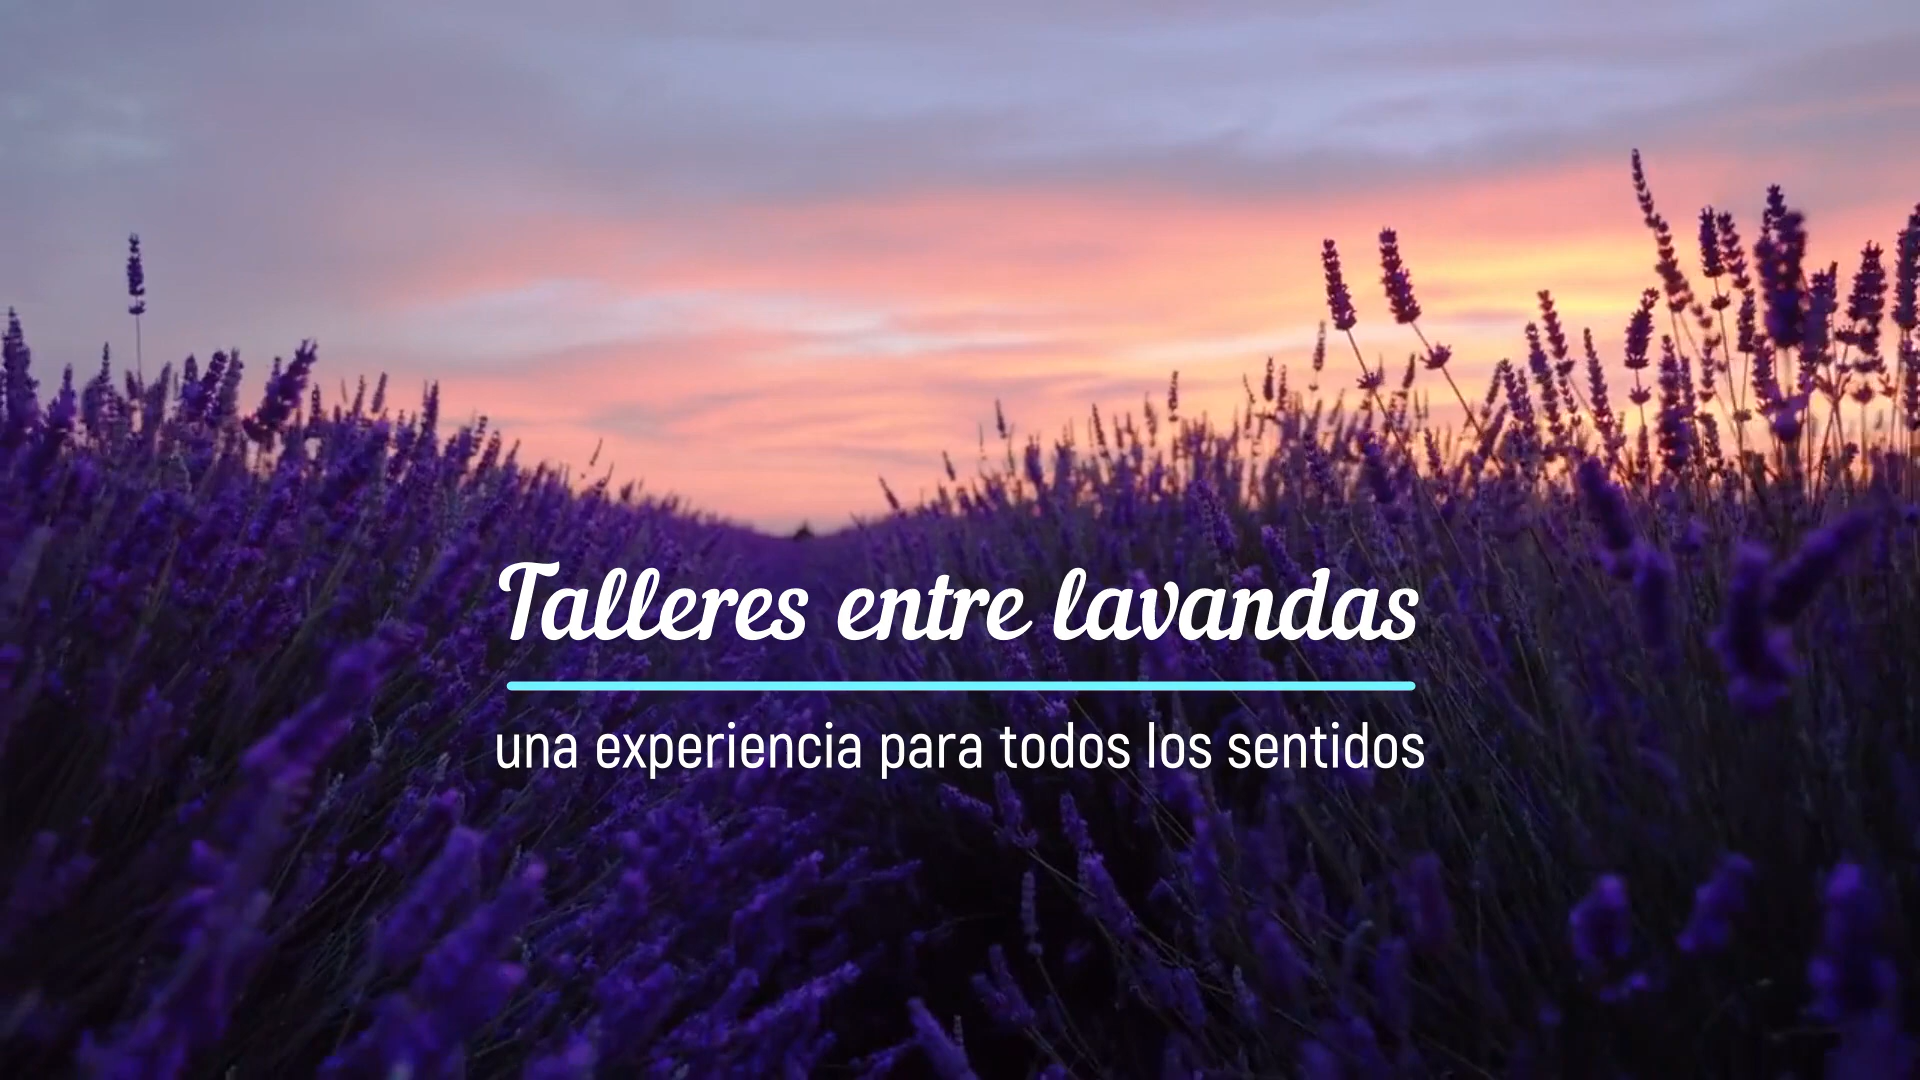 Talleres entre lavandas
una experiencia para todos los sentidos